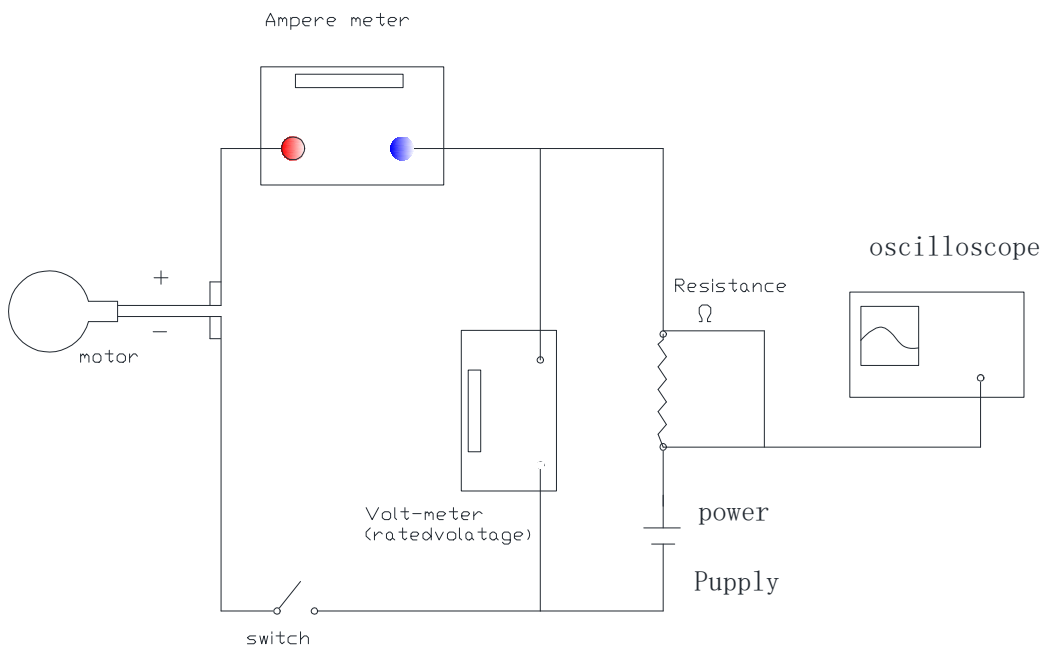 Ampere meter
oscilloscope
+
Resistance
Ω
−
motor
Volt-meter
(ratedvolatage)
power
Pupply
switch